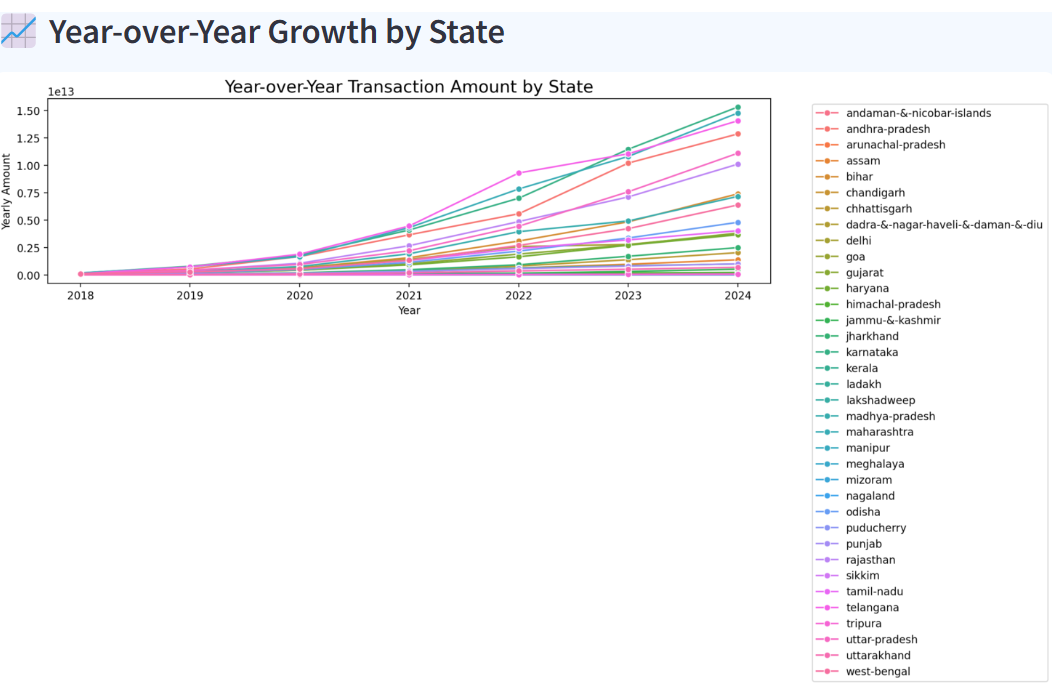 Year-over-Year Growth by State
Year-over-Year Transaction Amount by State
1e13
Yearly Amount
1.50
1.25
1.00
0.75
0.50
0.25
0.00
2018 2019 2020 2021 2022 2023 2024
Year
andaman-&-nicobar-islands
andhra-pradesh
arunachal-pradesh
assam
bihar
chandigarh
chhattisgarh
dadra-&-nagar-haveli-&-daman-&-diu
delhi
goa
gujarat
haryana
himachal-pradesh
jammu-&-kashmir
jharkhand
karnataka
kerala
ladakh
lakshadweep
madhya-pradesh
maharashtra
manipur
meghalaya
mizoram
nagaland
odisha
puducherry
punjab
rajasthan
sikkim
tamil-nadu
telangana
tripura
uttar-pradesh
uttarakhand
west-bengal